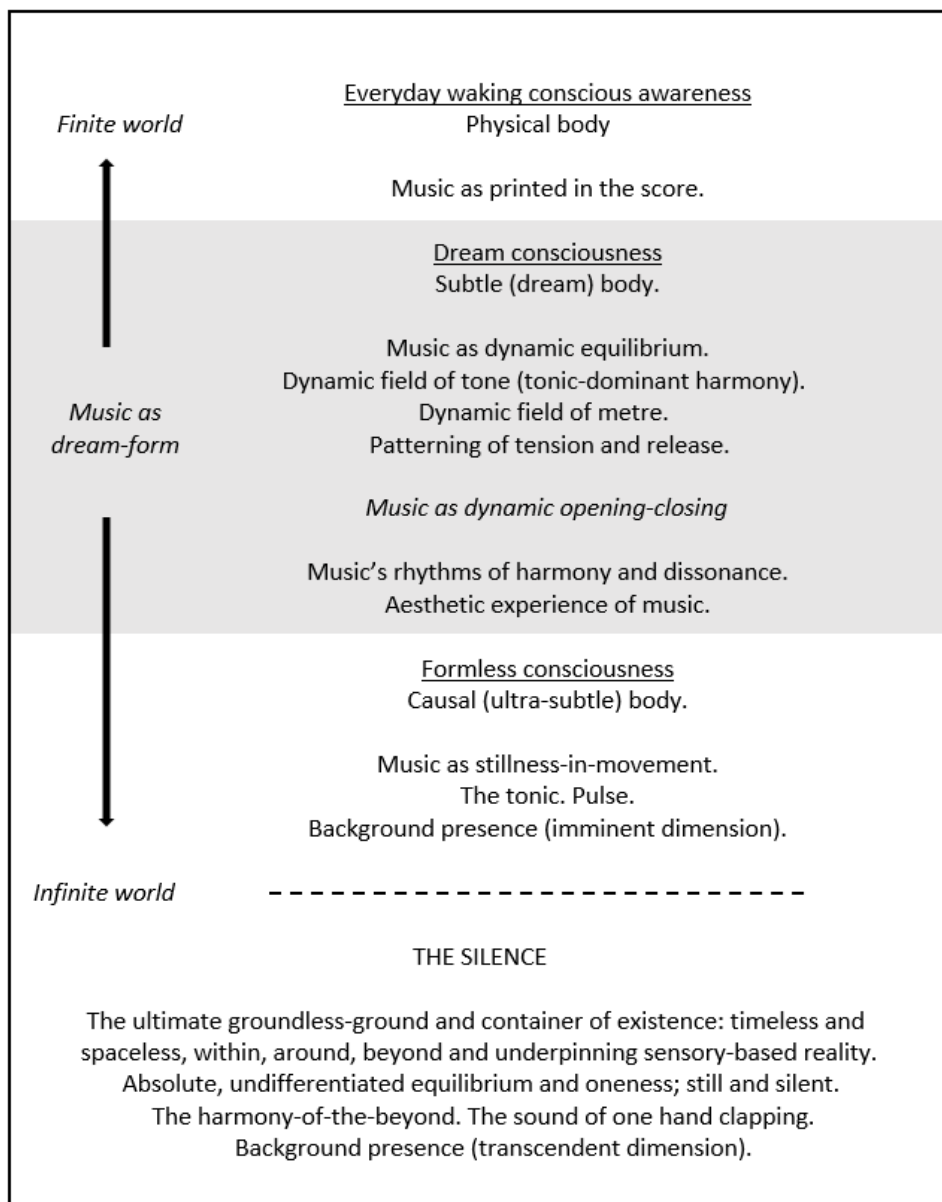 Everyday waking conscious awareness
Finite world
Physical body
Music as printed in the score.
Dream consciousness
Subtle (dream) body.
Music as dynamic equilibrium.
Dynamic field of tone (tonic-dominant harmony).
Music as
dream-form
Dynamic field of metre.
Patterning of tension and release.
Music as dynamic opening-closing
Music’s rhythms of harmony and dissonance.
Aesthetic experience of music.
Formless consciousness
Causal (ultra-subtle) body.
Music as stillness-in-movement.
The tonic. Pulse.
Background presence (imminent dimension).
Infinite world
THE SILENCE
The ultimate groundless-ground and container of existence: timeless and
spaceless, within, around, beyond and underpinning sensory-based reality.
Absolute, undifferentiated equilibrium and oneness; still and silent.
The harmony-of-the-beyond. The sound of one hand clapping.
Background presence (transcendent dimension).